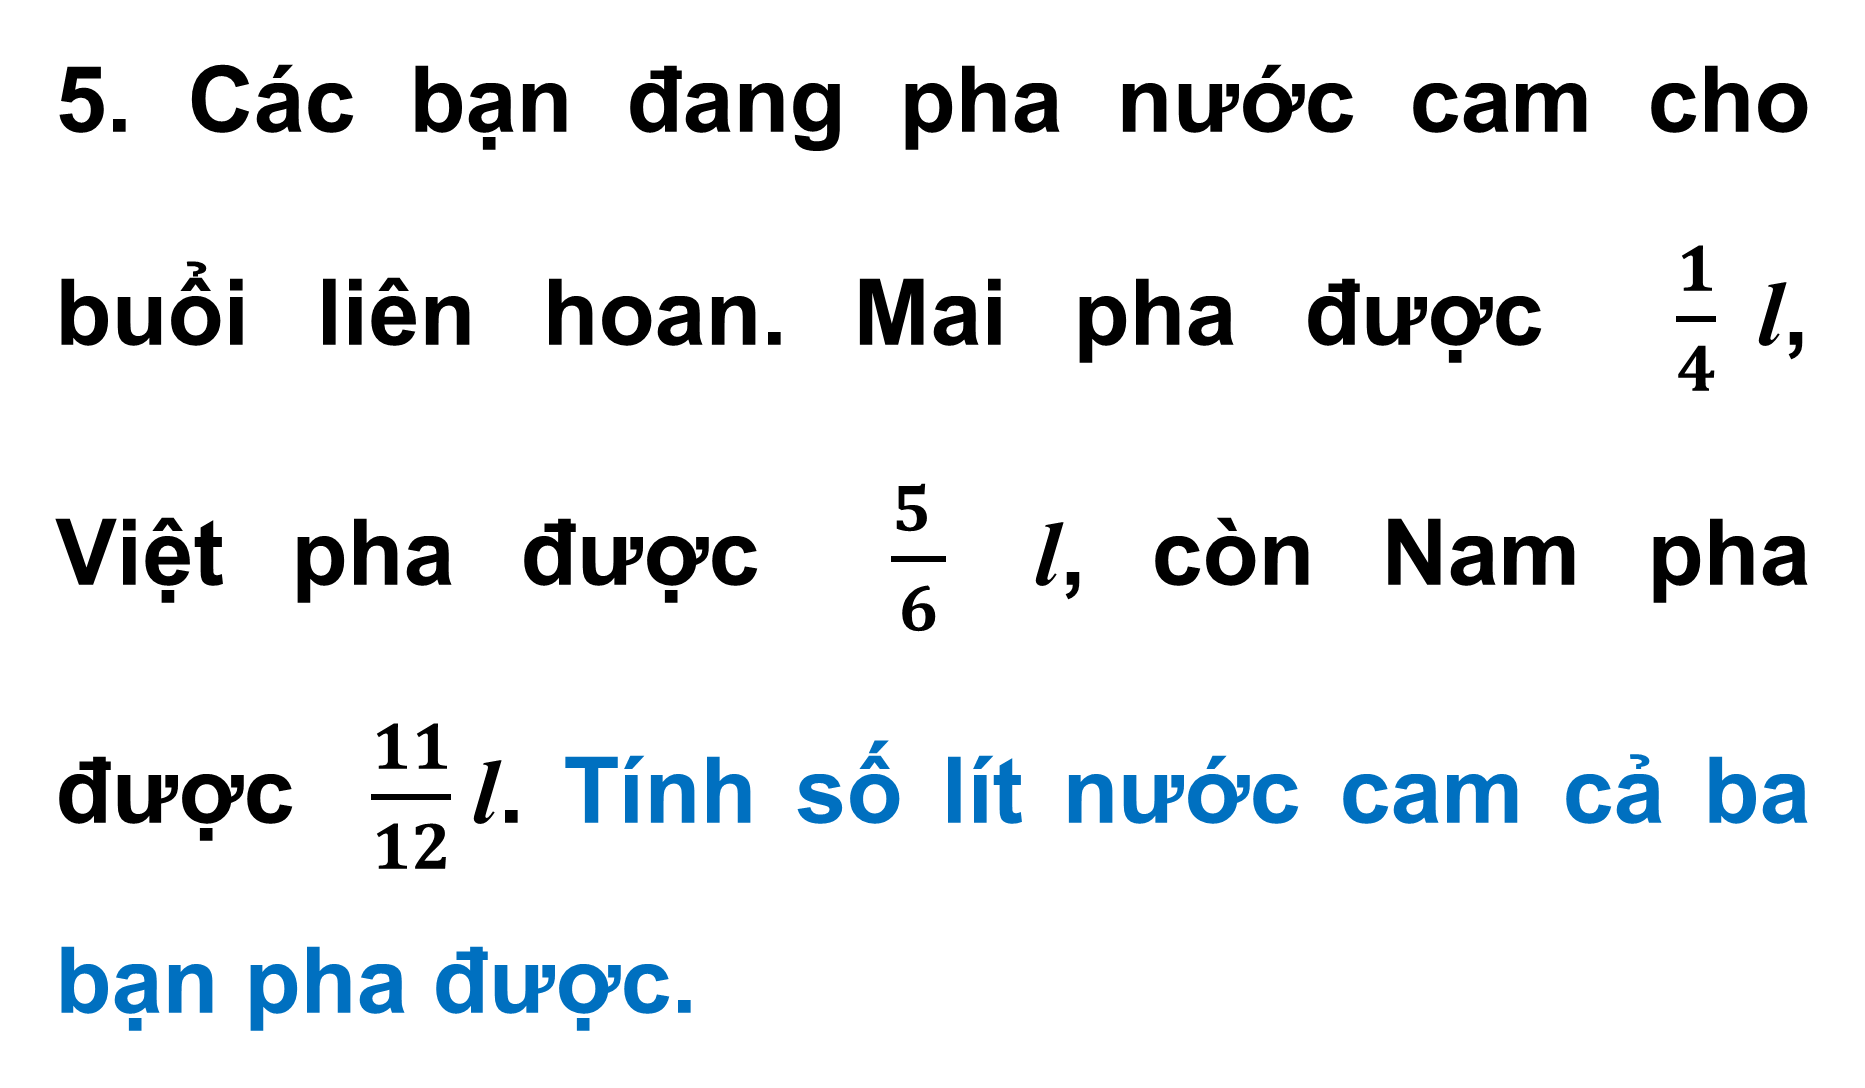 5. Các bạn đang pha nước cam cho
buổi liên hoan. Mai pha được 1/4 l,
Việt pha được 5/6 l, còn Nam pha
được 11/12 l. Tính số lít nước cam cả ba
bạn pha được.